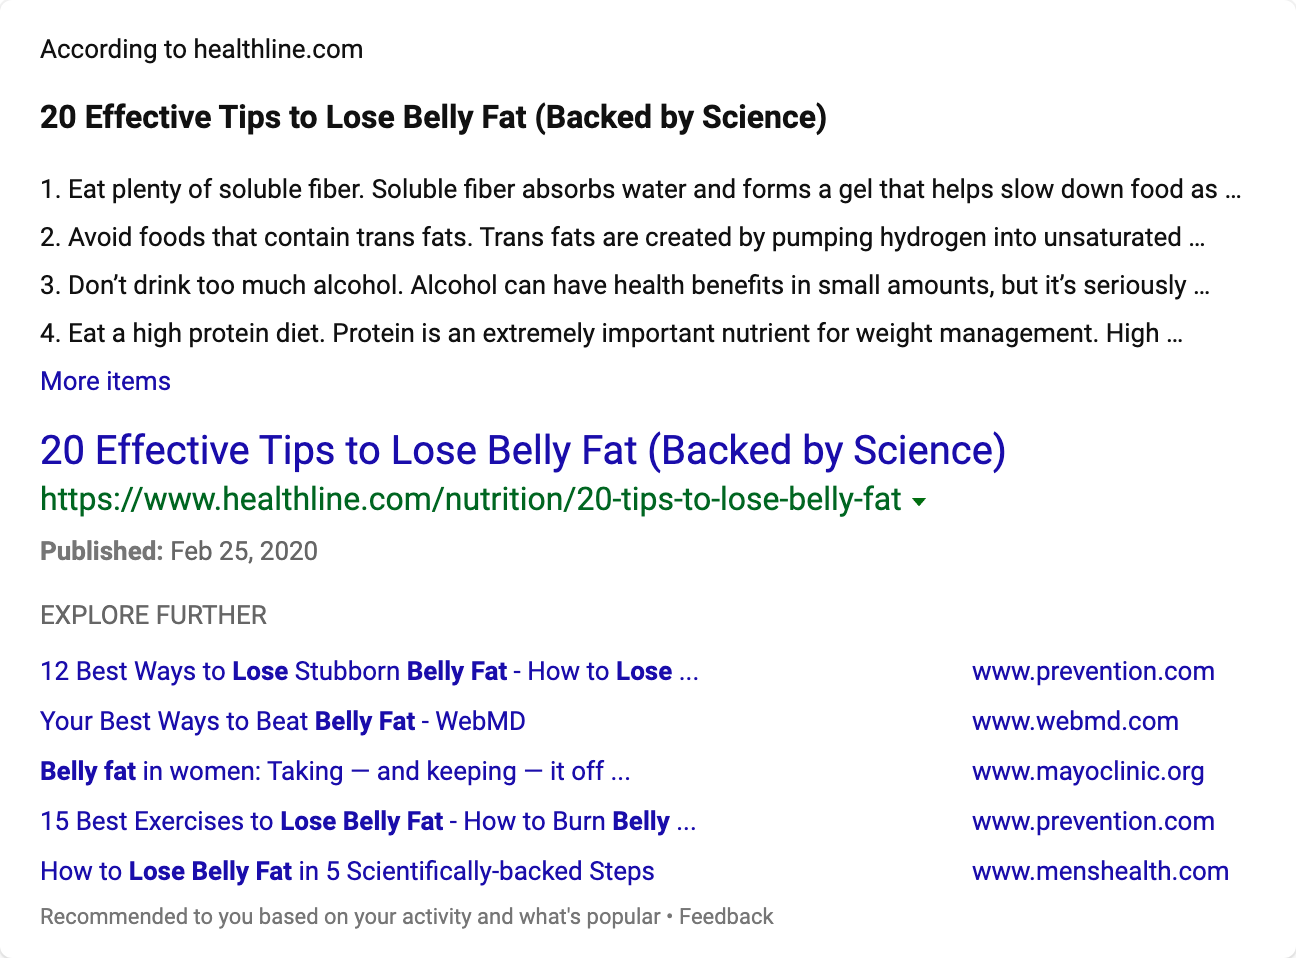 According to healthline.com
20 Effective Tips to Lose Belly Fat (Backed by Science)
1. Eat plenty of soluble fiber. Soluble fiber absorbs water and forms a gel that helps slow down food as ...
2. Avoid foods that contain trans fats. Trans fats are created by pumping hydrogen into unsaturated ...
3. Don’t drink too much alcohol. Alcohol can have health benefits in small amounts, but it’s seriously ...
4. Eat a high protein diet. Protein is an extremely important nutrient for weight management. High ...
More items
20 Effective Tips to Lose Belly Fat (Backed by Science)
https://www.healthline.com/nutrition/20-tips-to-lose-belly-fat
Published: Feb 25, 2020
EXPLORE FURTHER
12 Best Ways to Lose Stubborn Belly Fat - How to Lose ... www.prevention.com
Your Best Ways to Beat Belly Fat - WebMD www.webmd.com
Belly fat in women: Taking — and keeping — it off ... www.mayoclinic.org
15 Best Exercises to Lose Belly Fat - How to Burn Belly ... www.prevention.com
How to Lose Belly Fat in 5 Scientifically-backed Steps www.menshealth.com
Recommended to you based on your activity and what's popular • Feedback